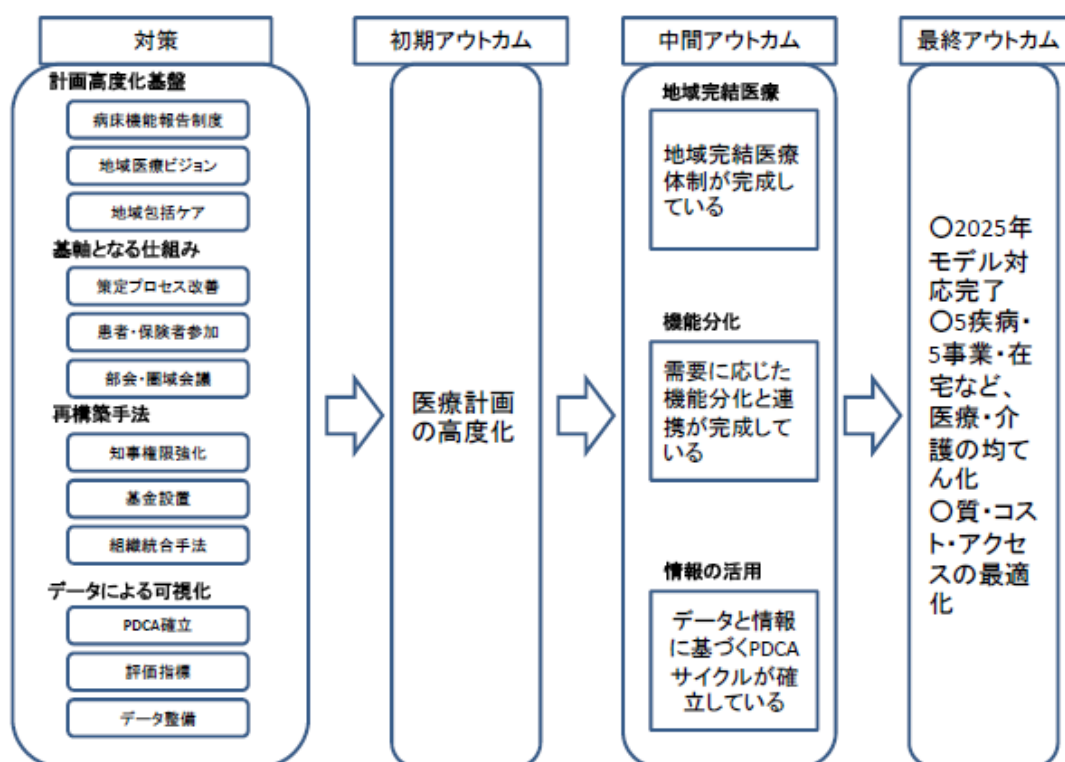 対策
計画高度化基盤
病床機能報告制度
地域医療ビジョン
地域包括ケア
基軸となる仕組み
策定プロセス改善
患者・保険者参加
部会・圏域会議
再構築手法
知事権限強化
基金設置
組織統合手法
データによる可視化
PDCA確立
評価指標
データ整備
初期アウトカム
医療計画
の高度化
中間アウトカム
地域完結医療
地域完結医療
体制が完成し
ている
機能分化
需要に応じた
機能分化と連
携が完成して
いる
情報の活用
データと情報
に基づくPDCA
サイクルが確
立している
最終アウトカム
〇2025年
モデル対
応完了
〇5疾病・
5事業・在
宅など、
医療・介
護の均て
ん化
〇質・コス
ト・アクセ
スの最適
化